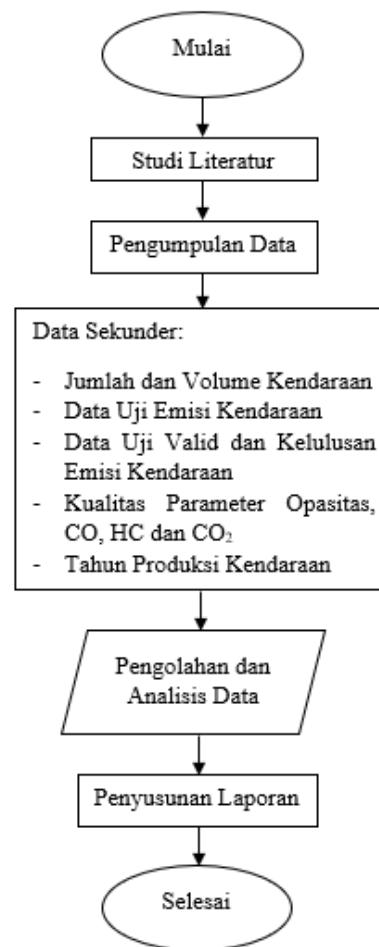 Mulai
Studi Literatur
Pengumpulan Data
Data Sekunder:
- Jumlah dan Volume Kendaraan
- Data Uji Emisi Kendaraan
- Data Uji Valid dan Kelulusan
Emisi Kendaraan
- Kualitas Parameter Opasitas,
CO, HC dan CO₂
- Tahun Produksi Kendaraan
Pengolahan dan
Analisis Data
Penyusunan Laporan
Selesai